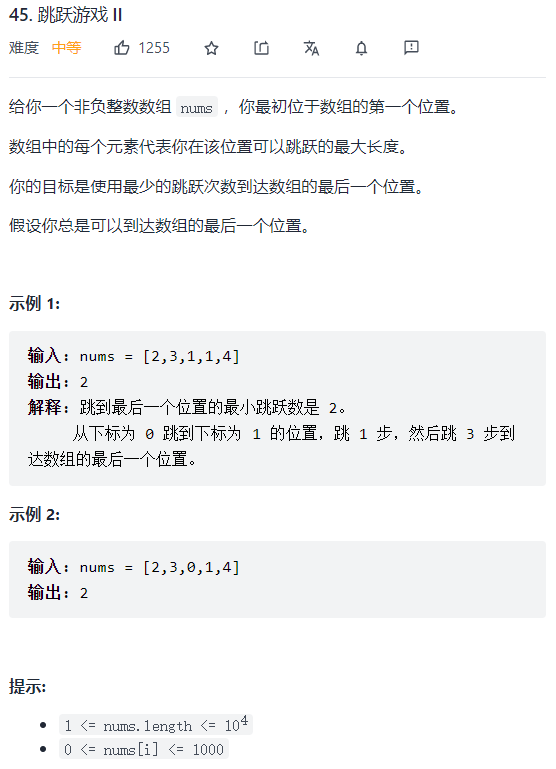 45. 跳跃游戏 II
难度 中等 1255
给你一个非负整数数组 nums ，你最初位于数组的第一个位置。
数组中的每个元素代表你在该位置可以跳跃的最大长度。
你的目标是使用最少的跳跃次数到达数组的最后一个位置。
假设你总是可以到达数组的最后一个位置。
示例 1:
输入: nums = [2,3,1,1,4]
输出: 2
解释: 跳到最后一个位置的最小跳跃数是 2。
从下标为 0 跳到下标为 1 的位置，跳 1 步，然后跳 3 步到
达数组的最后一个位置。
示例 2:
输入: nums = [2,3,0,1,4]
输出: 2
提示:
1 <= nums.length <= 10⁴
0 <= nums[i] <= 1000